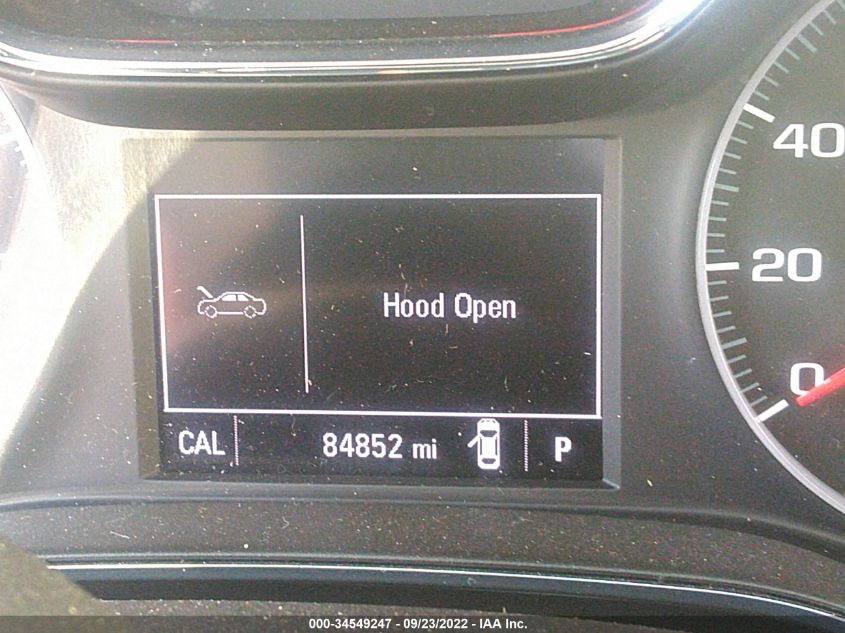 40
20
0
Hood Open
CAL 84852 mi P
000-34549247 - 09/23/2022 - IAA Inc.